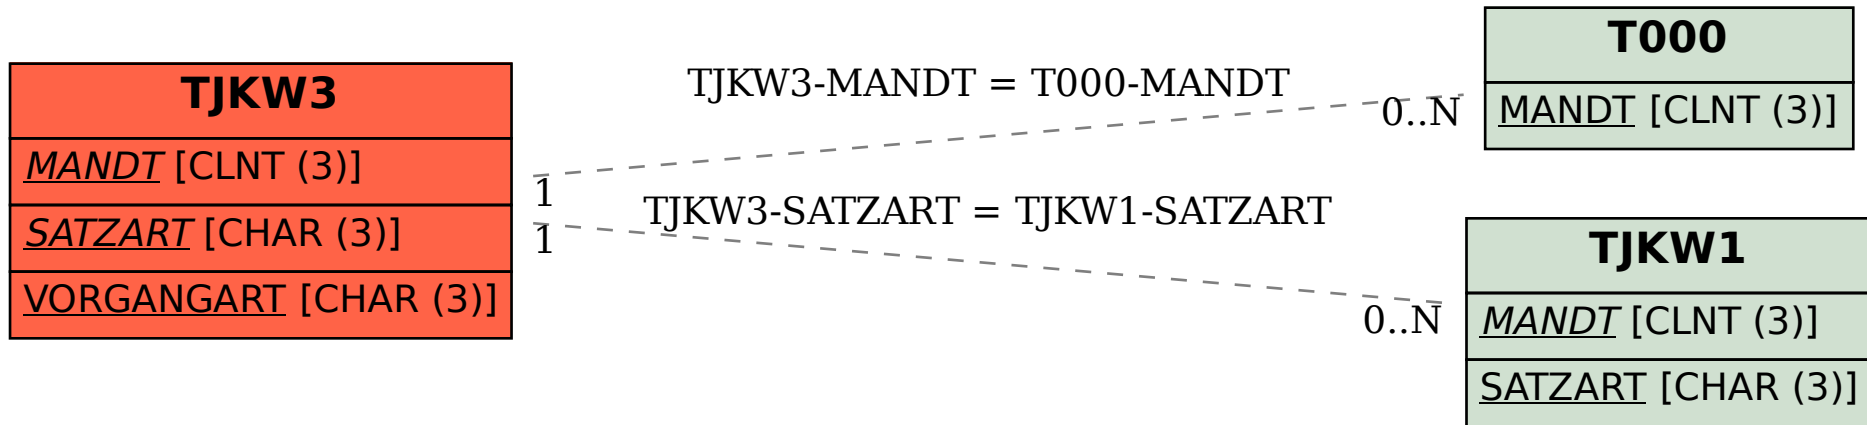 TJKW3
MANDT [CLNT (3)]
SATZART [CHAR (3)]
VORGANGART [CHAR (3)]
TJKW3-MANDT = T000-MANDT
1
0..N
TJKW3-SATZART = TJKW1-SATZART
1
0..N
T000
MANDT [CLNT (3)]
TJKW1
MANDT [CLNT (3)]
SATZART [CHAR (3)]